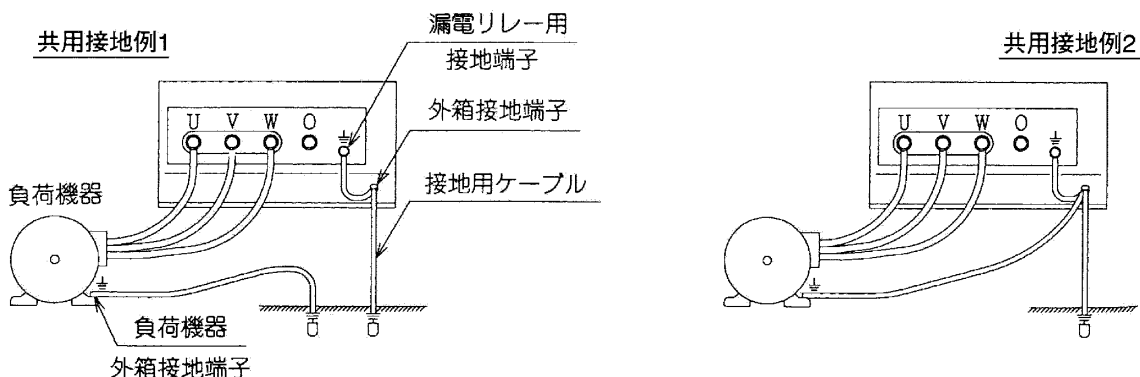 共用接地例1
漏電リレー用
接地端子
外箱接地端子
接地用ケーブル
U V W O
負荷機器
負荷機器
外箱接地端子
共用接地例2
U V W O